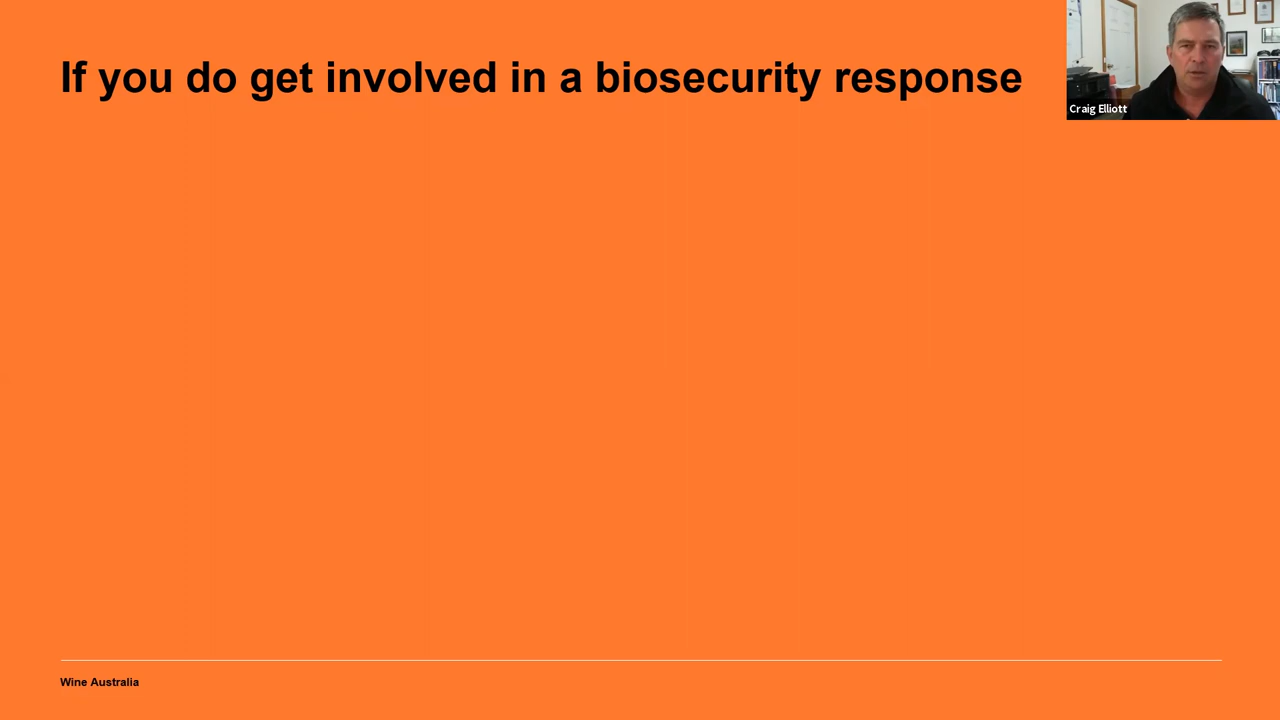 If you do get involved in a biosecurity response
Craig Elliott
Wine Australia